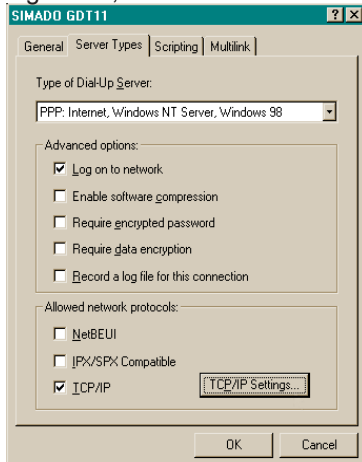 SIMADO GDT11
General Server Types Scripting Multilink
Type of Dial-Up Server:
PPP: Internet, Windows NT Server, Windows 98
Advanced options:
Log on to network
Enable software compression
Require encrypted password
Require data encryption
Record a log file for this connection
Allowed network protocols:
NetBEUI
IPX/SPX Compatible
TCP/IP TCP/IP Settings...
OK Cancel